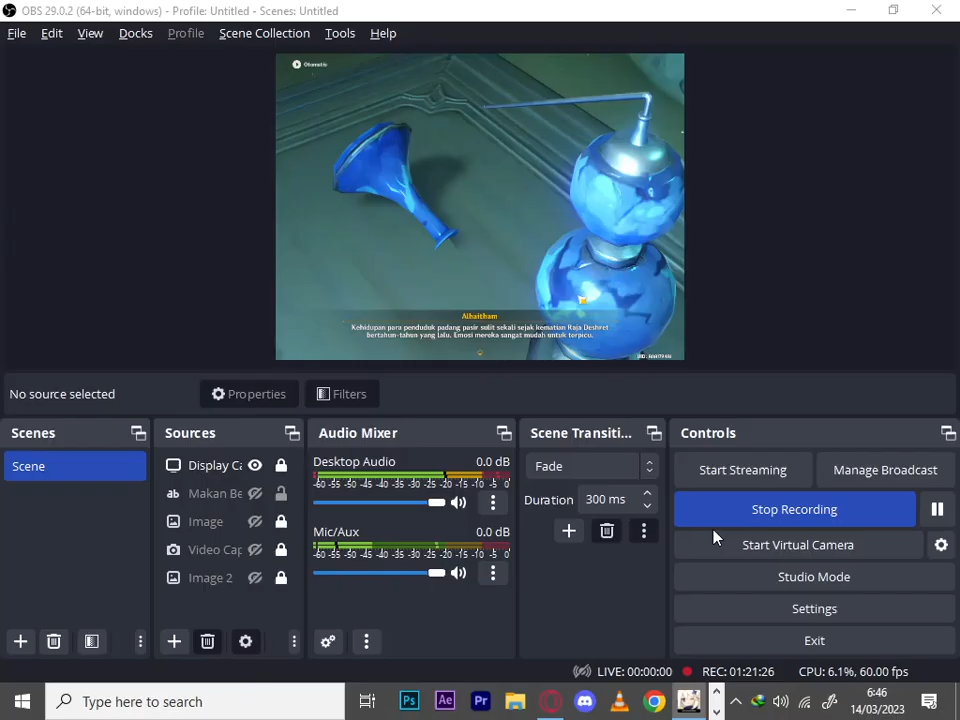 OBS 29.0.2 (64-bit, windows) - Profile: Untitled - Scenes: Untitled
File Edit View Docks Profile Scene Collection Tools Help
Otomatis
Alhaitham
Kehidupan para penduduk padang pasir sulit sekali sejak kematian Raja Deshret
bertahun-tahun yang lalu. Emosi mereka sangat mudah untuk terpicu.
No source selected Properties Filters
Scenes Sources Audio Mixer Scene Transiti... Controls
Scene
Display Ca
Makan Be
Image
Video Cap
Image 2
Desktop Audio 0.0 dB
-60 -55 -50 -45 -40 -35 -30 -25 -20 -15 -10 -5 0
Mic/Aux 0.0 dB
-60 -55 -50 -45 -40 -35 -30 -25 -20 -15 -10 -5 0
Fade
Duration 300 ms
Start Streaming Manage Broadcast
Stop Recording
Start Virtual Camera
Studio Mode
Settings
Exit
LIVE: 00:00:00 REC: 01:21:26 CPU: 6.1%, 60.00 fps
Type here to search
Ps Ae Pr
6:46
14/03/2023